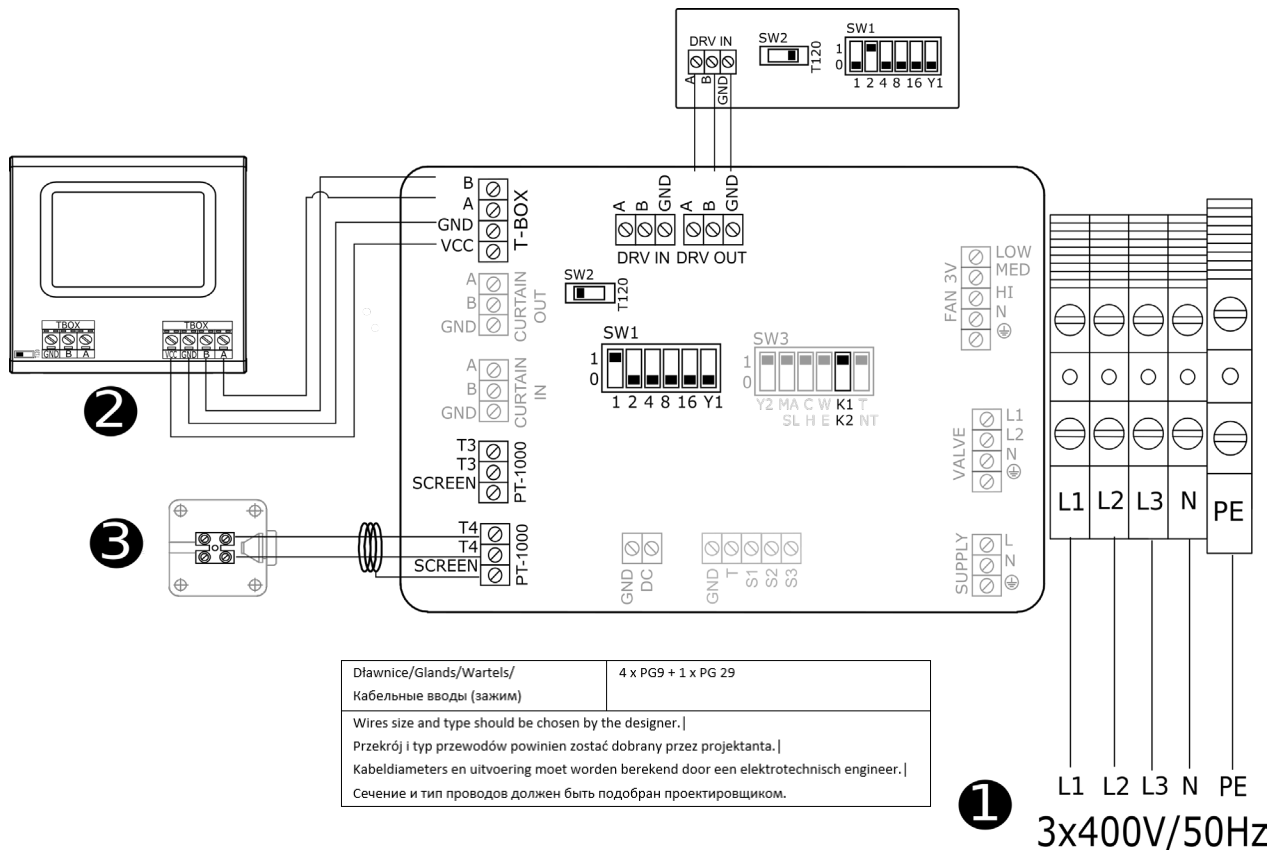 DRV IN
A
B
GND
SW2
T120
SW1
1
0
1 2 4 8 16 Y1
TBOX
GND B A
TBOX
VCC GND B A
2
B
A
GND
VCC
T-BOX
A
B
GND
CURTAIN
OUT
A
B
GND
CURTAIN
IN
T3
T3
SCREEN
PT-1000
T4
T4
SCREEN
PT-1000
3
A B GND
DRV IN
A B GND
DRV OUT
SW2
T120
SW1
1
0
1 2 4 8 16 Y1
SW3
1
0
Y2 MA C W K1 T
SL H E K2 NT
GND
DC
GND
T
S1
S2
S3
FAN 3V
LOW
MED
HI
N
VALVE
L1
L2
N
SUPPLY
L
N
L1 L2 L3 N PE
L1 L2 L3 N PE
1
3x400V/50Hz
Dławnice/Glands/Wartels/
Кабельные вводы (зажим)
4 x PG9 + 1 x PG 29
Wires size and type should be chosen by the designer.|
Przekrój i typ przewodów powinien zostać dobrany przez projektanta.|
Kabeldiameters en uitvoering moet worden berekend door een elektrotechnisch engineer.|
Сечение и тип проводов должен быть подобран проектировщиком.